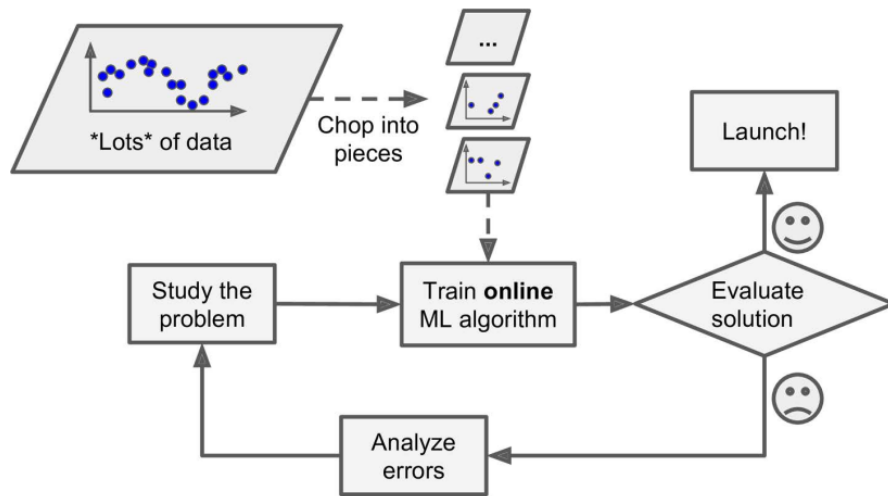 ...
*Lots* of data
Chop into
pieces
Launch!
Study the
problem
Train online
ML algorithm
Evaluate
solution
Analyze
errors